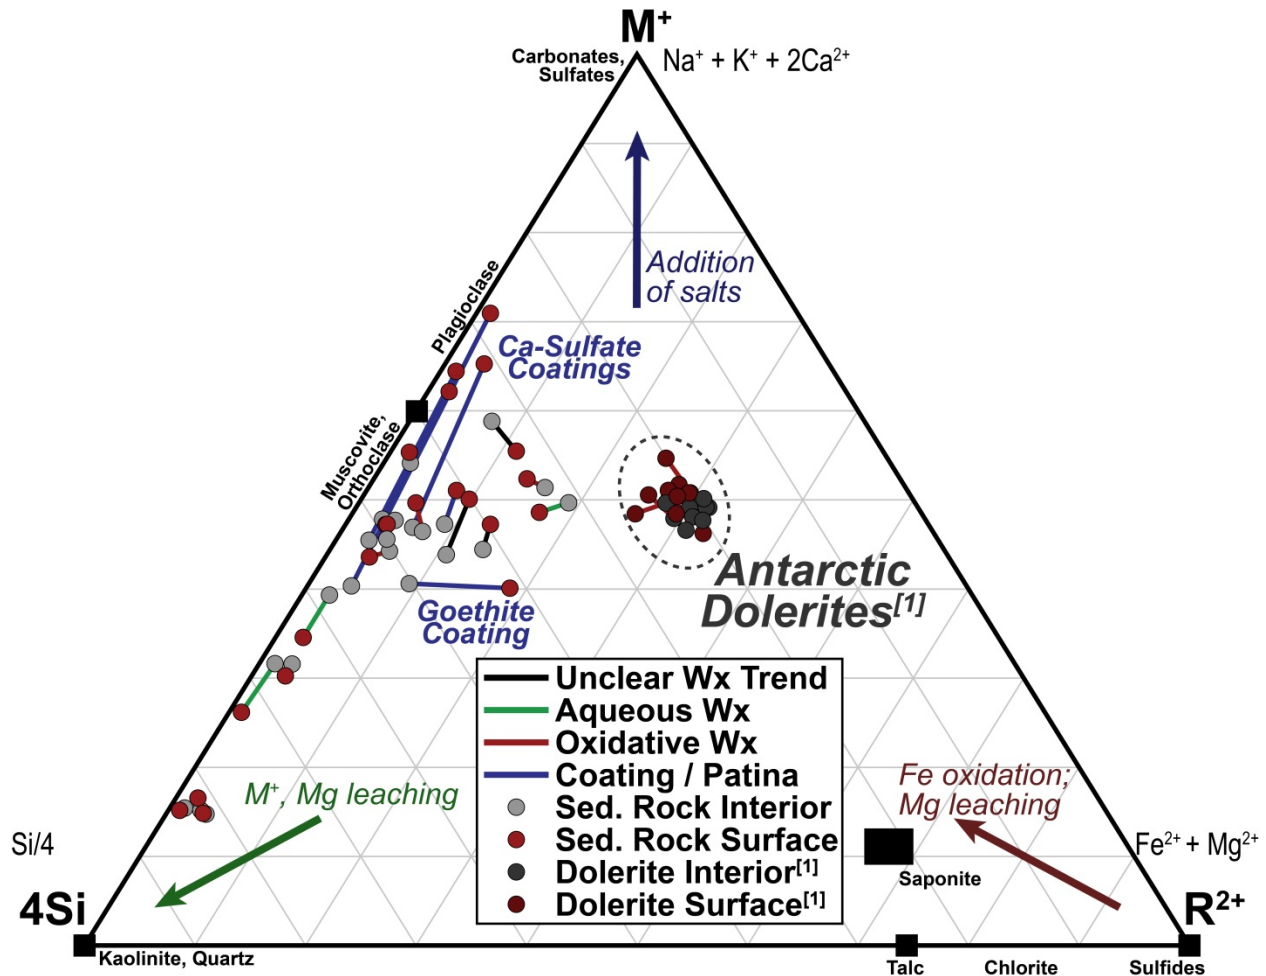 M⁺
Carbonates,
Sulfates
Na⁺ + K⁺ + 2Ca²⁺
Addition
of salts
Plagioclase
Ca-Sulfate
Coatings
Muscovite,
Orthoclase
Antarctic
Dolerites[1]
Goethite
Coating
Unclear Wx Trend
Aqueous Wx
Oxidative Wx
Coating / Patina
Sed. Rock Interior
Sed. Rock Surface
Dolerite Interior[1]
Dolerite Surface[1]
M⁺, Mg leaching
Fe oxidation;
Mg leaching
Si/4
Fe²⁺ + Mg²⁺
Saponite
4Si
R²⁺
Kaolinite, Quartz
Talc
Chlorite
Sulfides